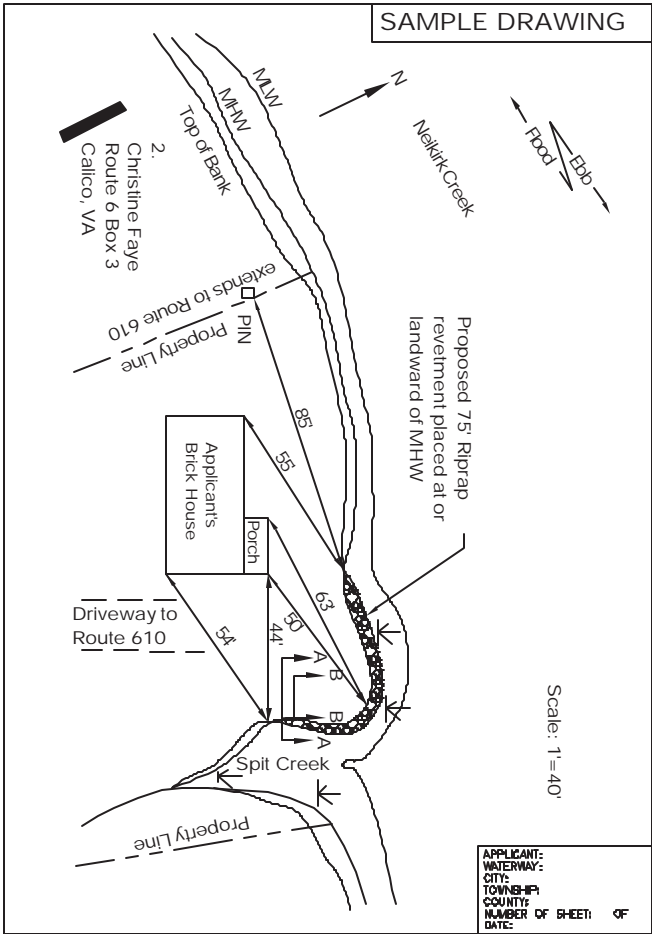 SAMPLE DRAWING
MLW
MHW
Top of Bank
N
Nelkirk Creek
Flood
Ebb
2.
Christine Faye
Route 6 Box 3
Calico, VA
extends to Route 610
Property Line
PIN
Proposed 75' Riprap
revetment placed at or
landward of MHW
85'
55'
Applicant's
Brick House
Porch
63'
50'
44'
54'
Driveway to
Route 610
A
B
B
A
Spit Creek
Property Line
Scale: 1'=40'
APPLICANT:
WATERWAY:
CITY:
TOWNSHIP:
COUNTY:
NUMBER OF SHEET: OF
DATE: